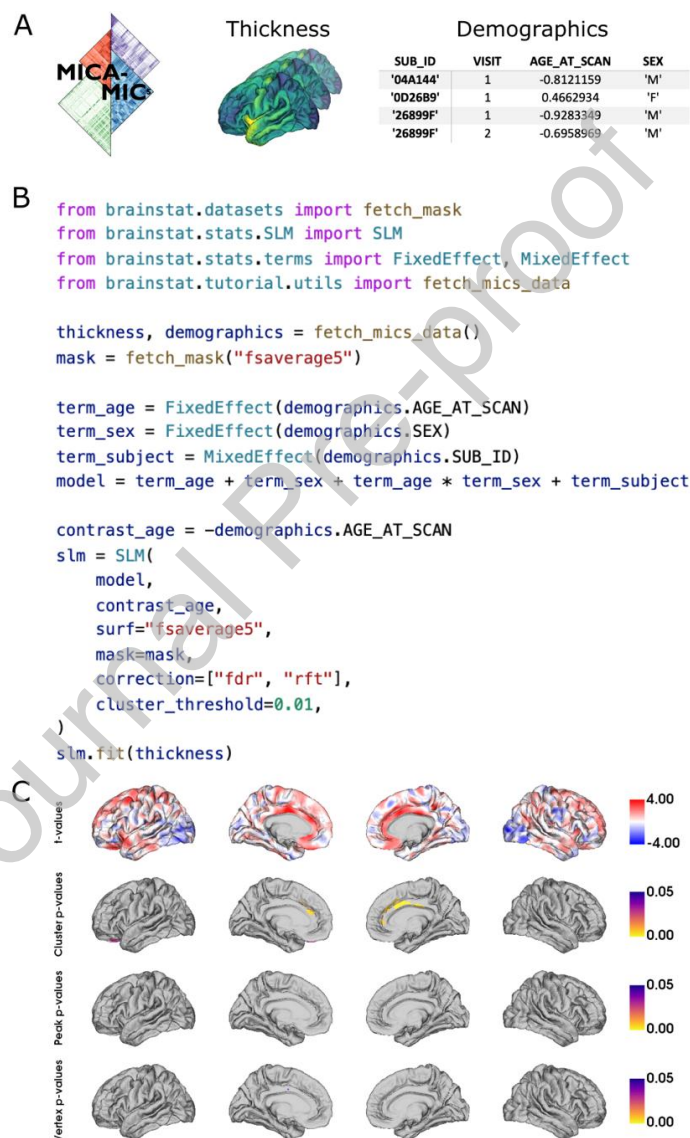 A
MICA-
MICs
Thickness
Demographics
SUB_ID VISIT AGE_AT_SCAN SEX
'04A144' 1 -0.8121159 'M'
'0D26B9' 1 0.4662934 'F'
'26899F' 1 -0.9283349 'M'
'26899F' 2 -0.6958969 'M'
B
from brainstat.datasets import fetch_mask
from brainstat.stats.SLM import SLM
from brainstat.stats.terms import FixedEffect, MixedEffect
from brainstat.tutorial.utils import fetch_mics_data
thickness, demographics = fetch_mics_data()
mask = fetch_mask("fsaverage5")
term_age = FixedEffect(demographics.AGE_AT_SCAN)
term_sex = FixedEffect(demographics.SEX)
term_subject = MixedEffect(demographics.SUB_ID)
model = term_age + term_sex + term_age * term_sex + term_subject
contrast_age = -demographics.AGE_AT_SCAN
slm = SLM(
    model,
    contrast_age,
    surf="fsaverage5",
    mask=mask,
    correction=["fdr", "rft"],
    cluster_threshold=0.01,
)
slm.fit(thickness)
C
t-values
4.00
-4.00
Cluster p-values
0.05
0.00
Peak p-values
0.05
0.00
Vertex p-values
0.05
0.00
Journal Pre-proof